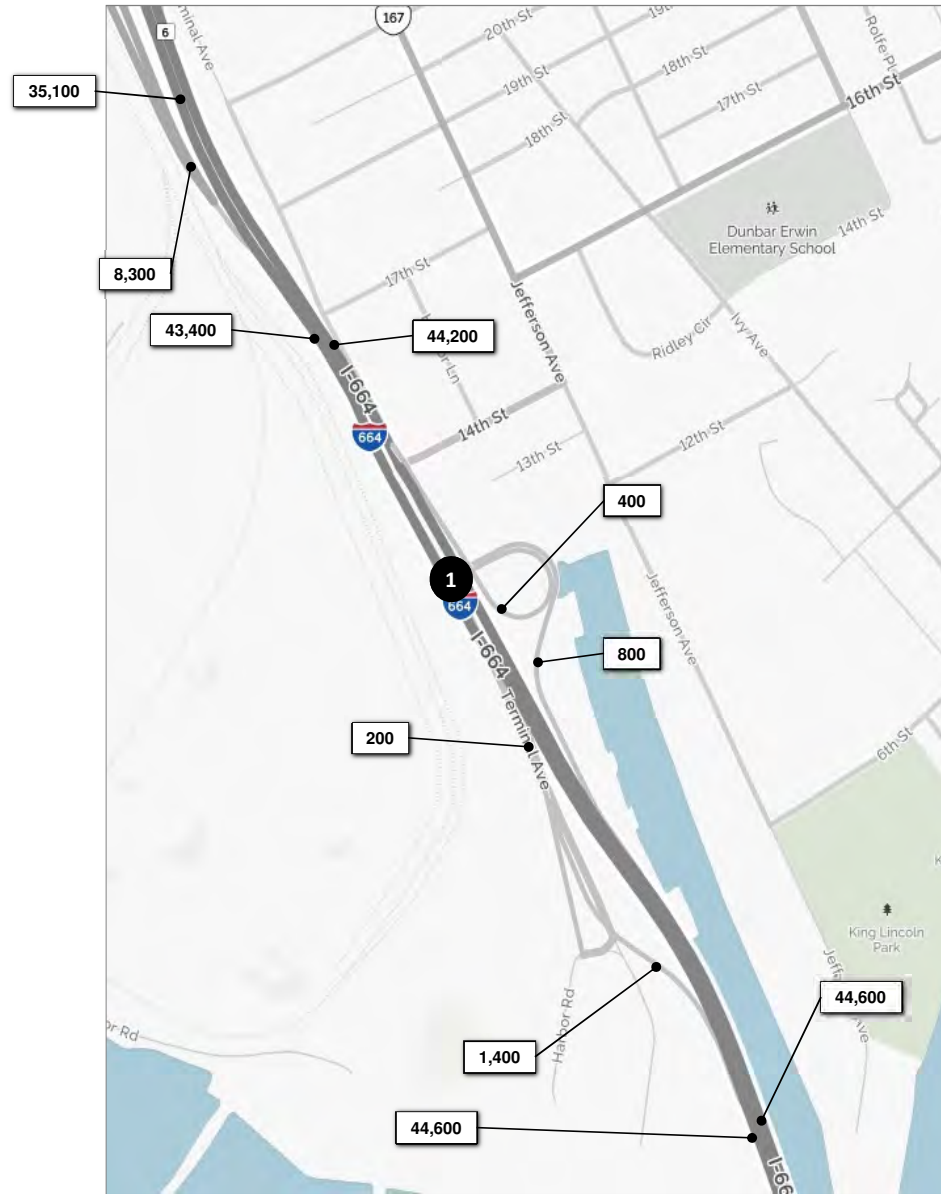 6
167
rminal Ave
20th St
19th
Rolfe Pl
35,100
19th St
18th St
17th St
16th St
18th St
Dunbar Erwin
Elementary School
14th St
8,300
17th St
43,400
44,200
Jefferson Ave
Ridley Cir
Ivy Ave
I-664
664
14th St
13th St
12th St
400
1
664
Jefferson Ave
800
I-664
Terminal Ave
200
6th St
King Lincoln
Park
44,600
Harbor Rd
or Rd
1,400
44,600
I-66